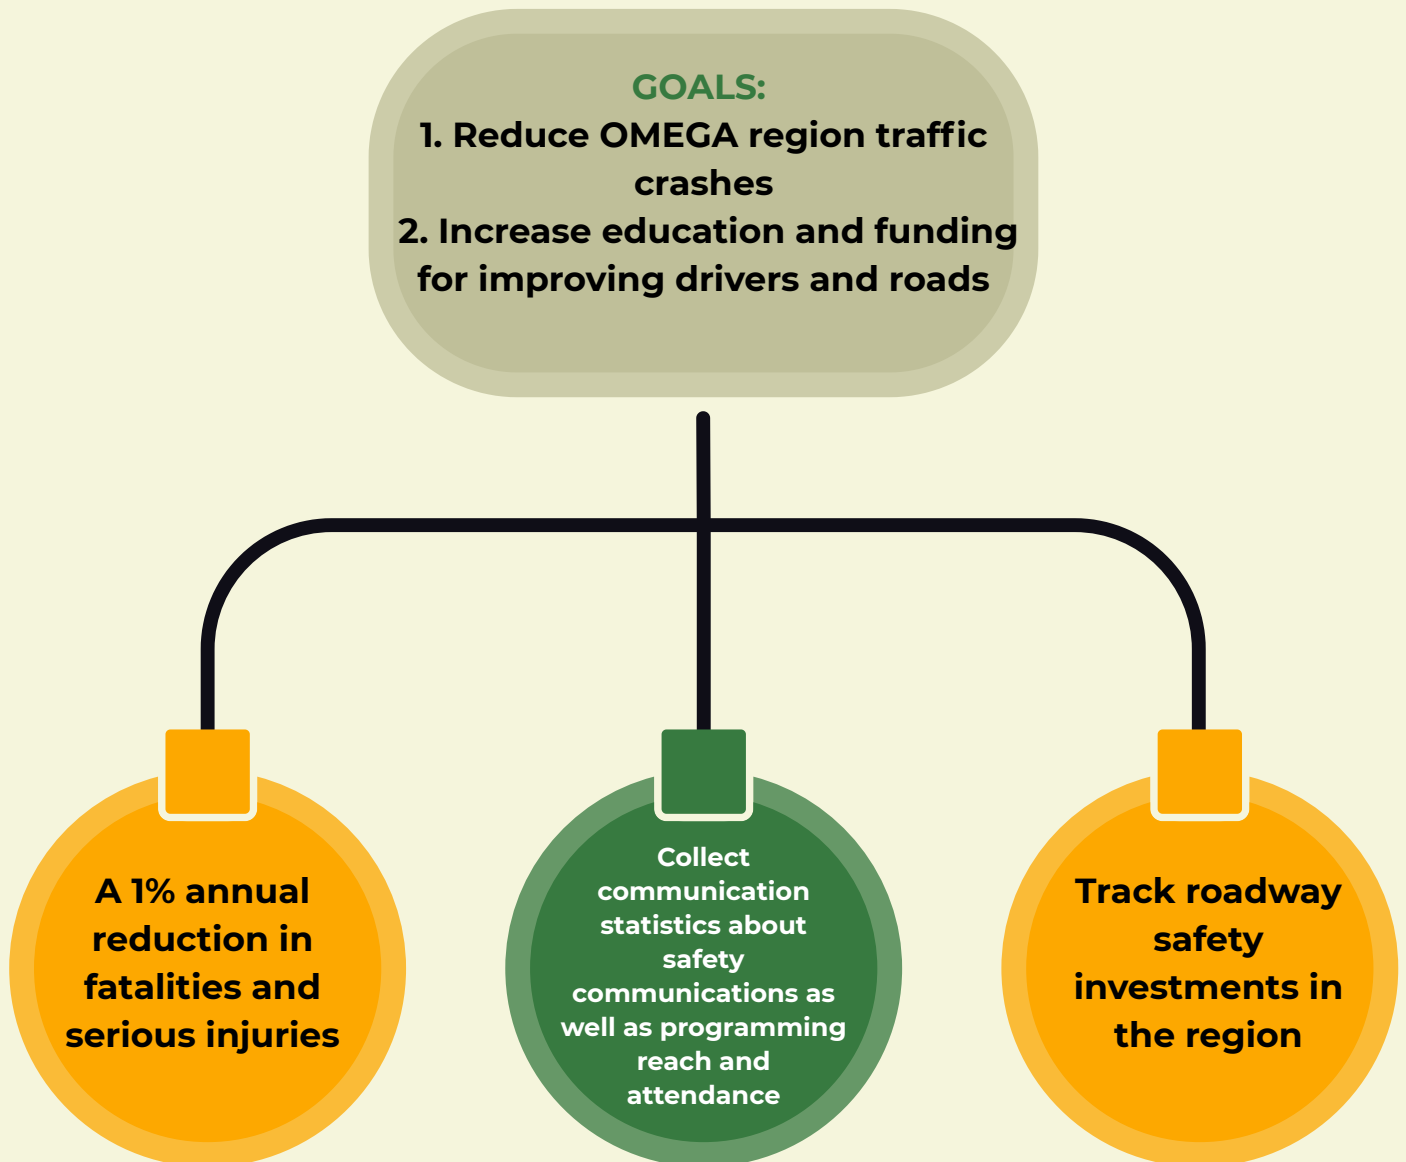 GOALS:
1. Reduce OMEGA region traffic
crashes
2. Increase education and funding
for improving drivers and roads
A 1% annual
reduction in
fatalities and
serious injuries
Collect
communication
statistics about
safety
communications as
well as programming
reach and
attendance
Track roadway
safety
investments in
the region